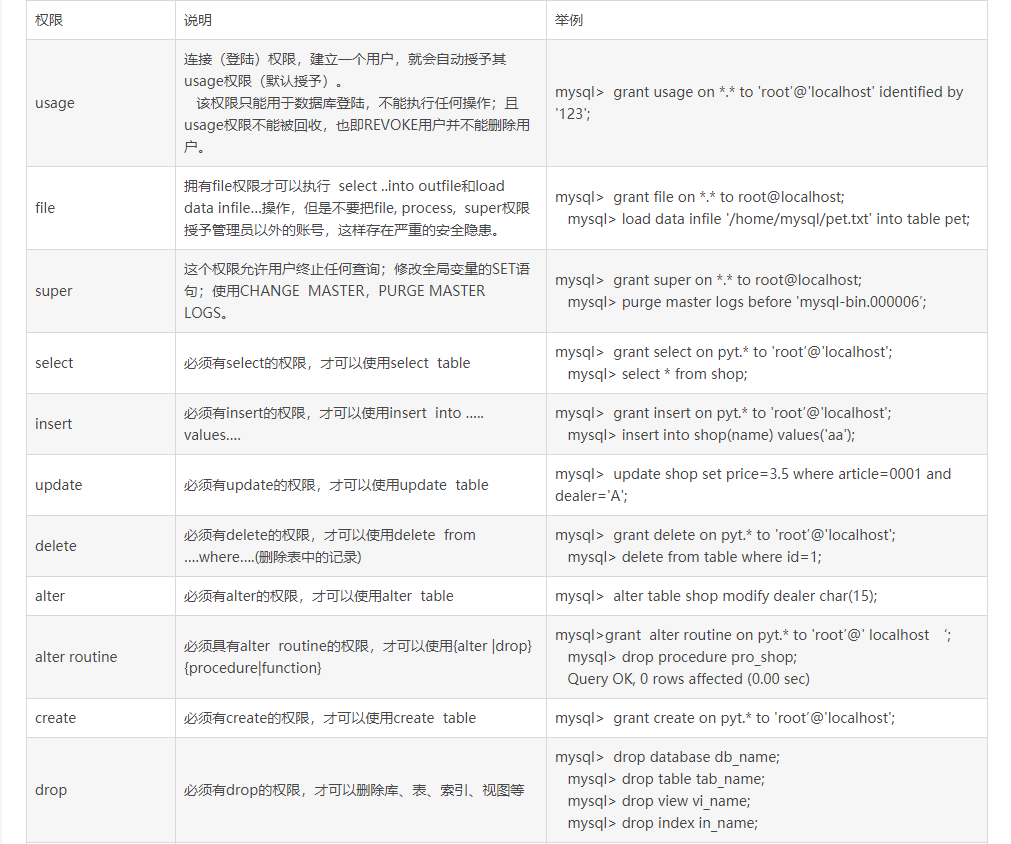 权限 说明 举例
usage
连接（登陆）权限，建立一个用户，就会自动授予其
usage权限（默认授予）。
该权限只能用于数据库登陆，不能执行任何操作；且
usage权限不能被回收，也即REVOKE用户并不能删除用
户。
mysql> grant usage on *.* to 'root′@'localhost' identified by
'123';
file
拥有file权限才可以执行 select ..into outfile和load
data infile…操作，但是不要把file, process, super权限
授予管理员以外的账号，这样存在严重的安全隐患。
mysql> grant file on *.* to root@localhost;
mysql> load data infile '/home/mysql/pet.txt' into table pet;
super
这个权限允许用户终止任何查询；修改全局变量的SET语
句；使用CHANGE MASTER，PURGE MASTER
LOGS。
mysql> grant super on *.* to root@localhost;
mysql> purge master logs before 'mysql-bin.000006′;
select
必须有select的权限，才可以使用select table
mysql> grant select on pyt.* to 'root′@'localhost';
mysql> select * from shop;
insert
必须有insert的权限，才可以使用insert into …..
values….
mysql> grant insert on pyt.* to 'root′@'localhost';
mysql> insert into shop(name) values('aa');
update
必须有update的权限，才可以使用update table
mysql> update shop set price=3.5 where article=0001 and
dealer='A';
delete
必须有delete的权限，才可以使用delete from
….where….(删除表中的记录)
mysql> grant delete on pyt.* to 'root′@'localhost';
mysql> delete from table where id=1;
alter
必须有alter的权限，才可以使用alter table
mysql> alter table shop modify dealer char(15);
alter routine
必须具有alter routine的权限，才可以使用{alter |drop}
{procedure|function}
mysql>grant alter routine on pyt.* to 'root′@' localhost ‘;
mysql> drop procedure pro_shop;
Query OK, 0 rows affected (0.00 sec)
create
必须有create的权限，才可以使用create table
mysql> grant create on pyt.* to 'root′@'localhost';
drop
必须有drop的权限，才可以删除库、表、索引、视图等
mysql> drop database db_name;
mysql> drop table tab_name;
mysql> drop view vi_name;
mysql> drop index in_name;